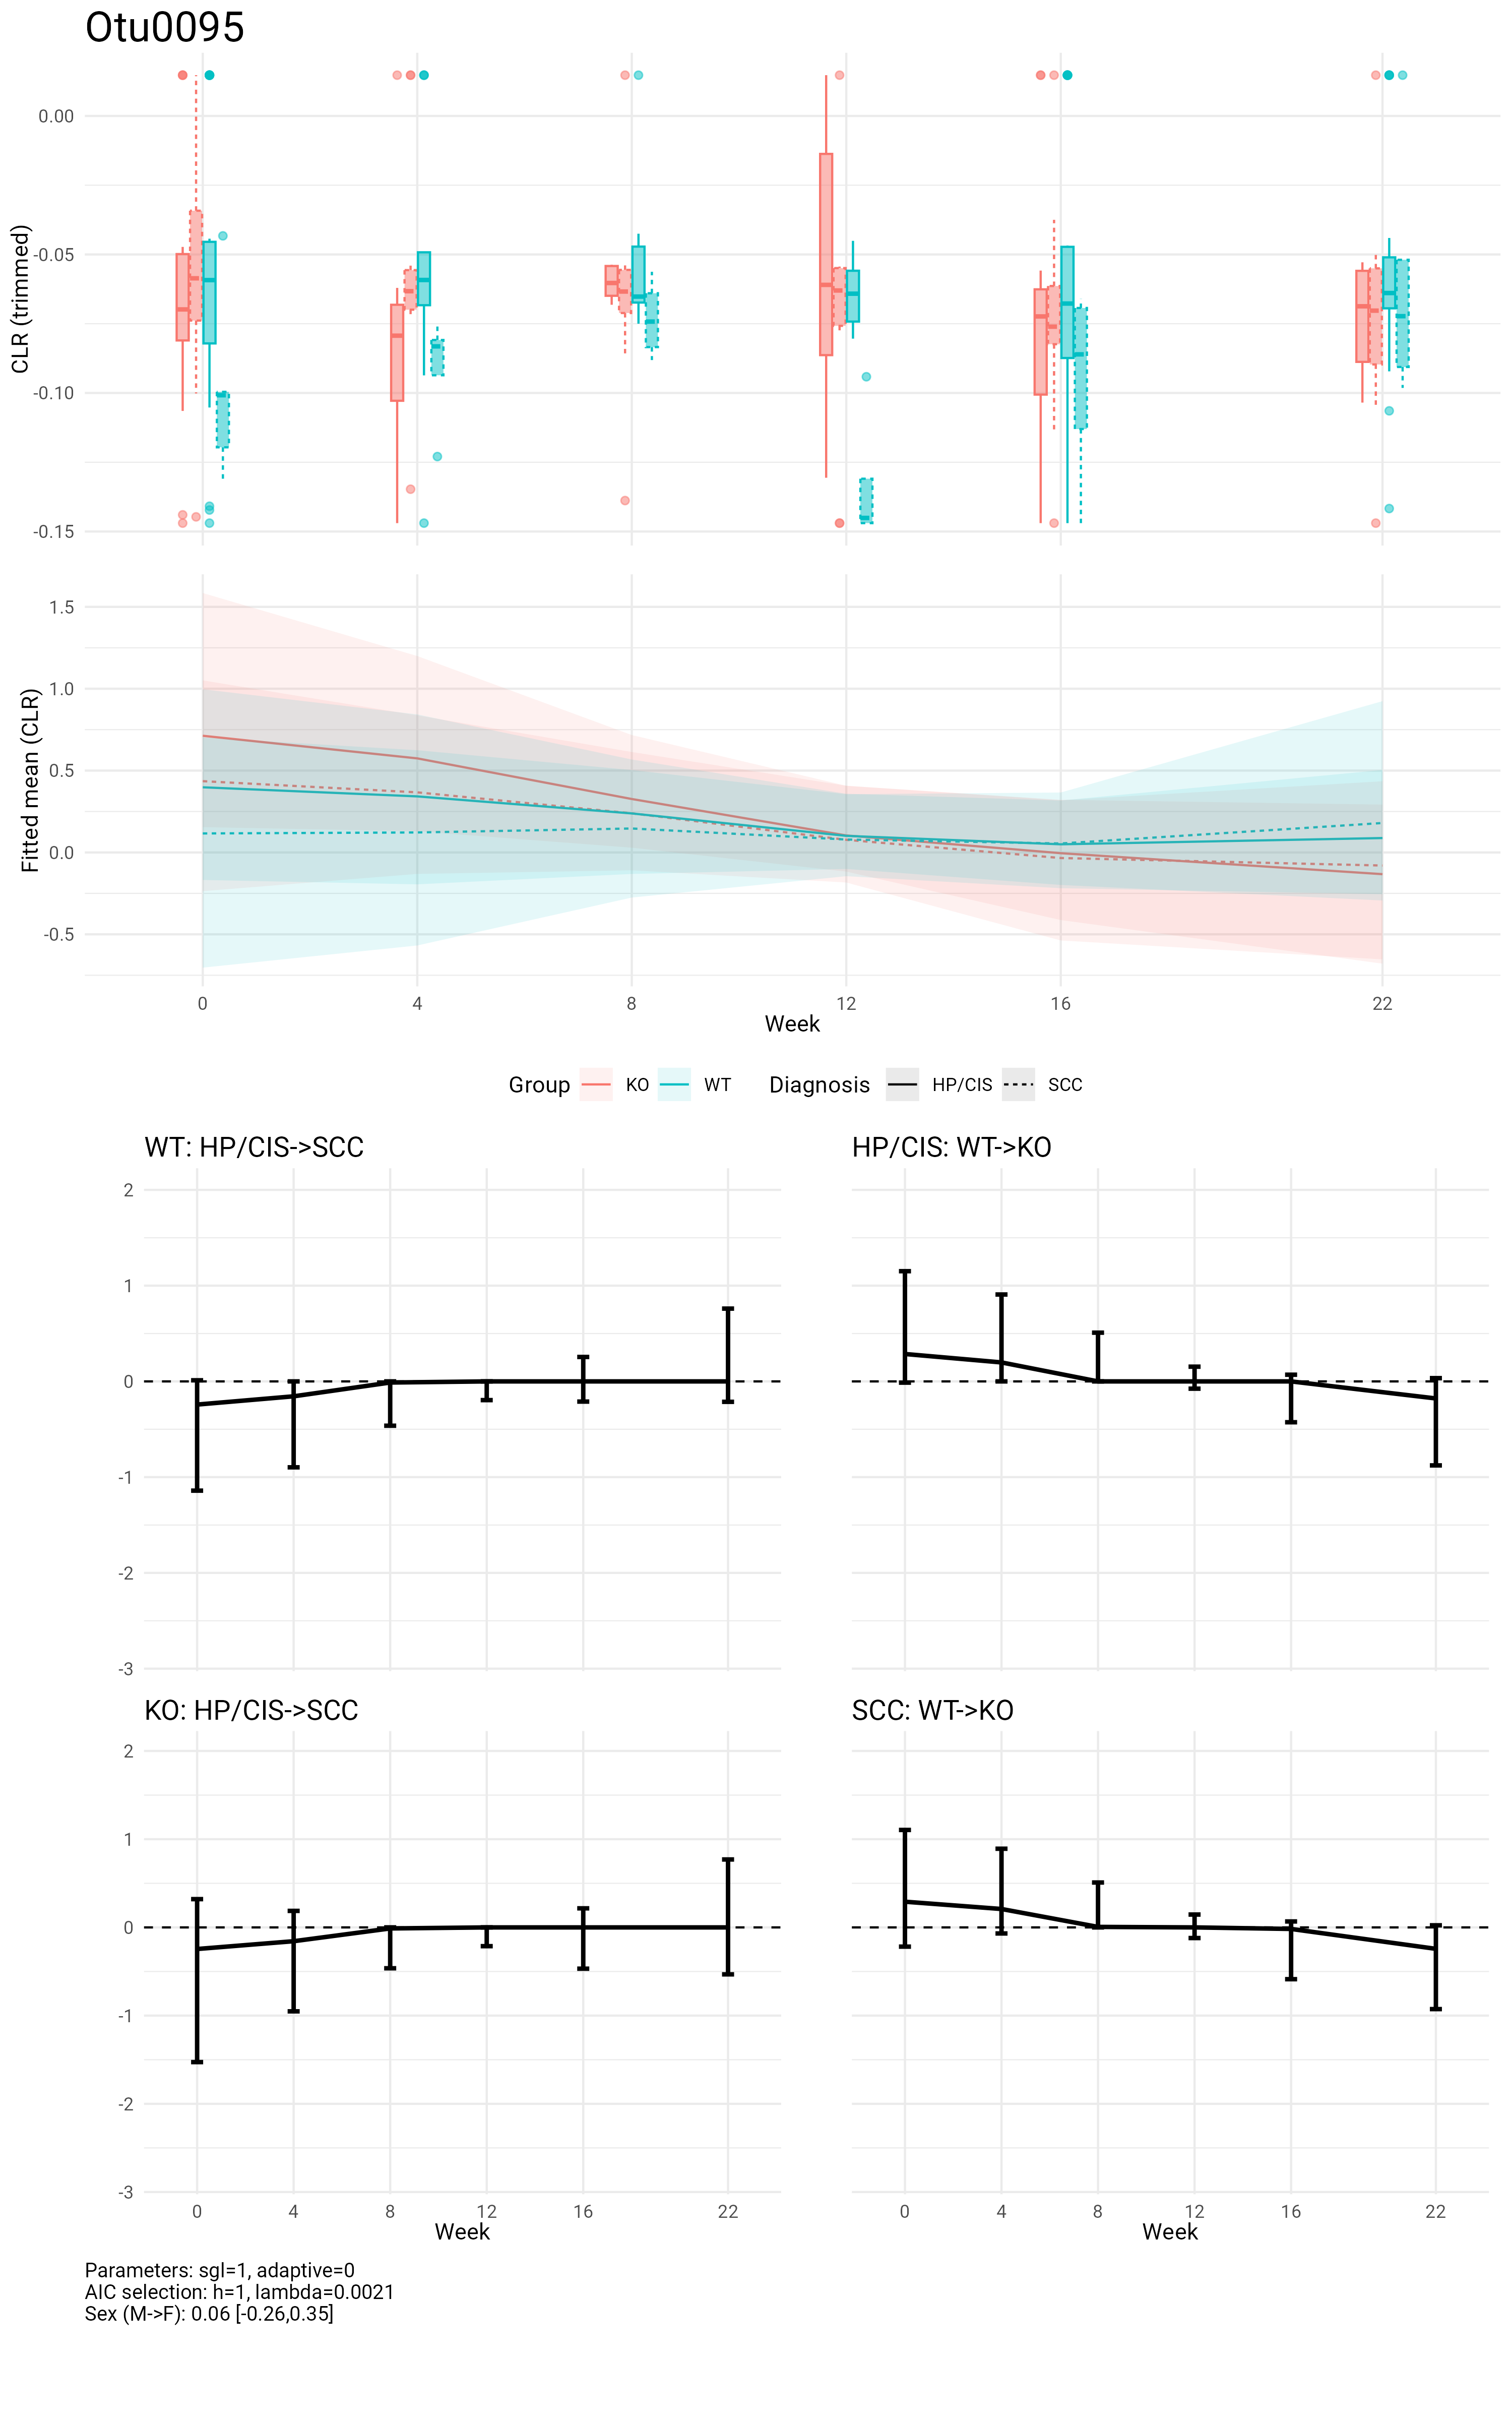 Otu0095
CLR (trimmed)
0.00
-0.05
-0.10
-0.15
Fitted mean (CLR)
1.5
1.0
0.5
0.0
-0.5
0 4 8 12 16 22
Week
Group KO WT Diagnosis HP/CIS SCC
WT: HP/CIS->SCC
2
1
0
-1
-2
-3
HP/CIS: WT->KO
KO: HP/CIS->SCC
2
1
0
-1
-2
-3
0 4 8 12 16 22
Week
SCC: WT->KO
0 4 8 12 16 22
Week
Parameters: sgl=1, adaptive=0
AIC selection: h=1, lambda=0.0021
Sex (M->F): 0.06 [-0.26,0.35]